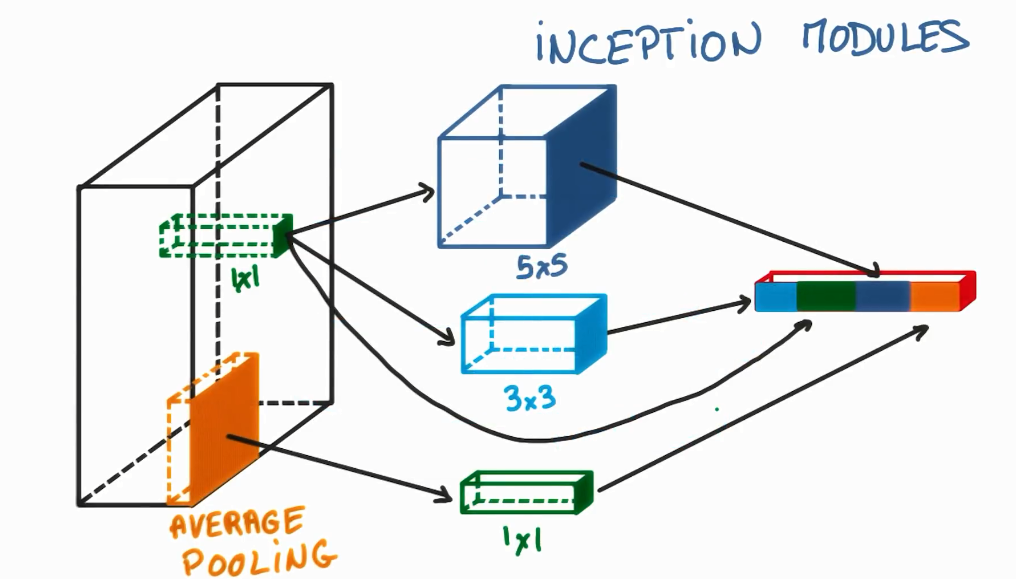 iNCEPTION MODULES
5x5
1x1
3x3
AVERAGE
POOLING
1x1